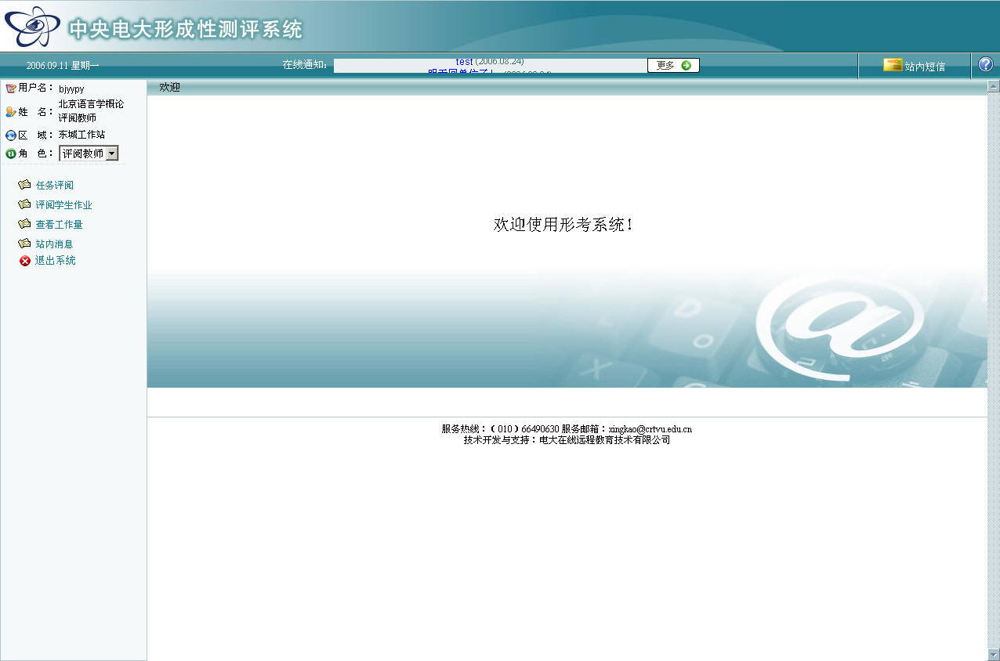 中央电大形成性测评系统
2006.09.11 星期一
在线通知：
test (2006.08.24)
更多
站内短信
用户名： bjyypy
姓 名： 北京语言学概论
评阅教师
区 域： 东城工作站
角 色： 评阅教师
任务评阅
评阅学生作业
查看工作量
站内消息
退出系统
欢迎
欢迎使用形考系统！
服务热线：（010）66490630 服务邮箱：xingkao@crtvu.edu.cn
技术开发与支持：电大在线远程教育技术有限公司